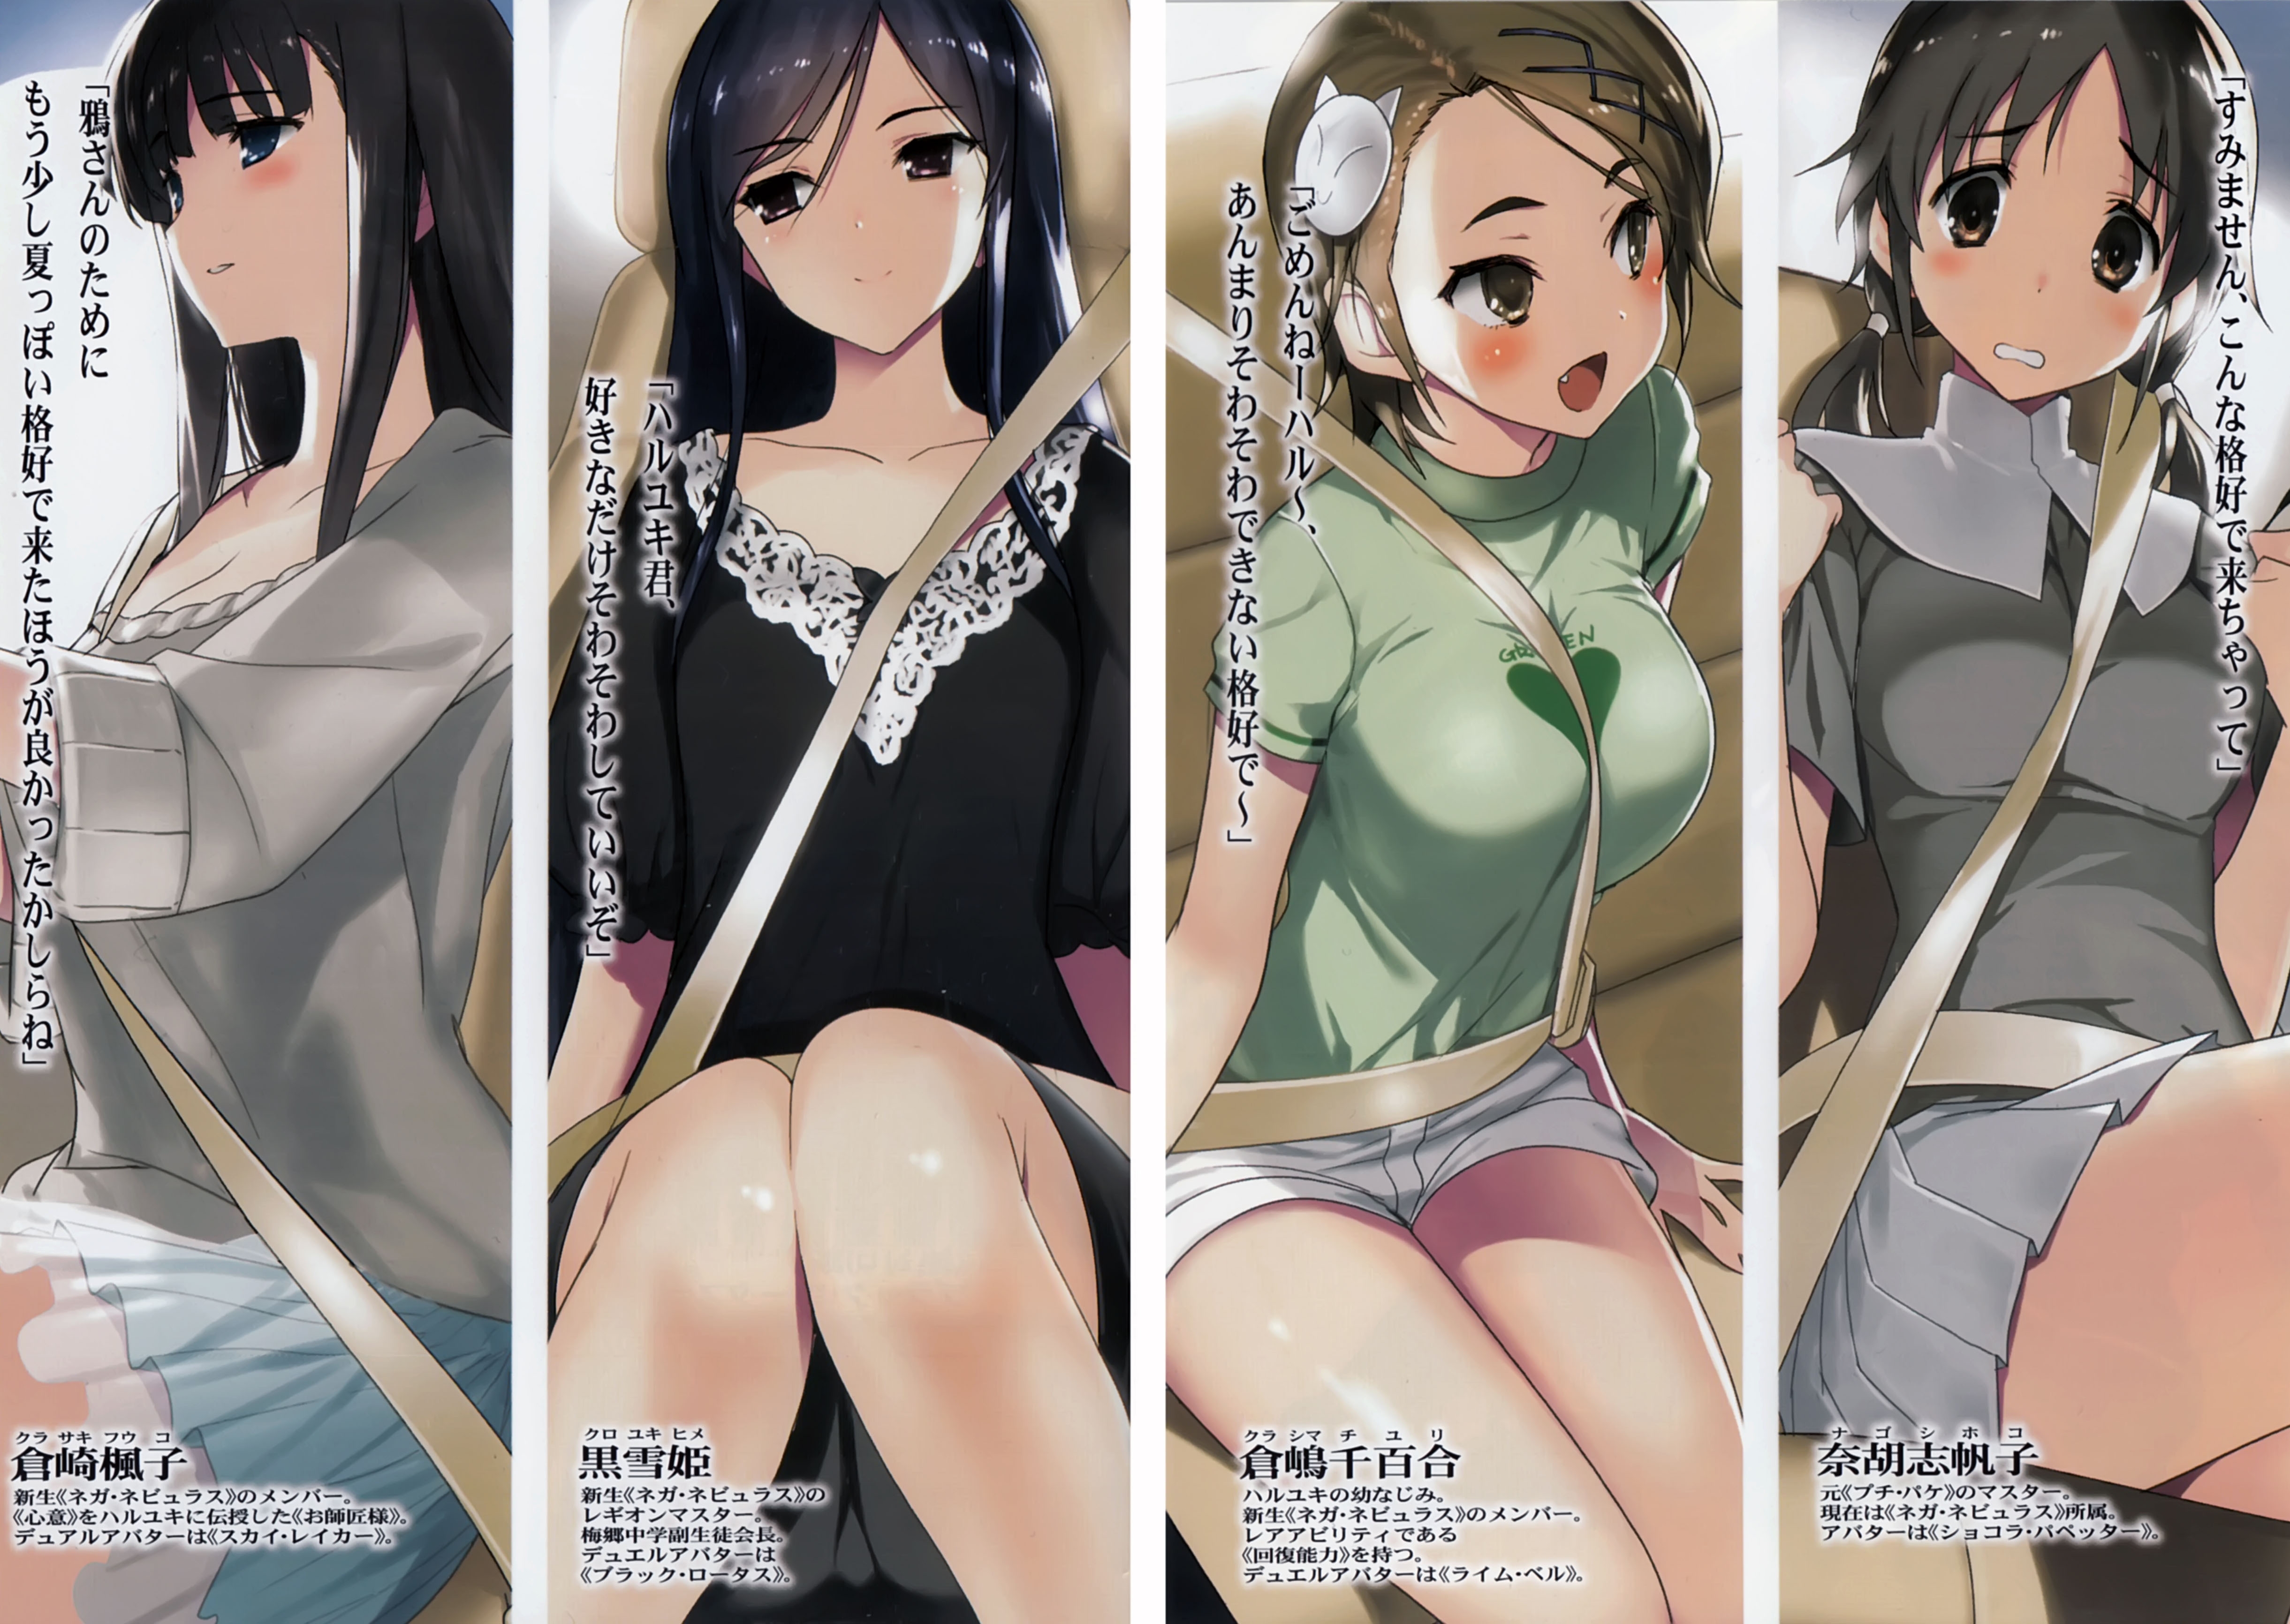 「すみません、こんな格好で来ちゃって」
ナゴシホコ
奈胡志帆子
元《プチ・パケ》のマスター。
現在は《ネガ・ネビュラス》所属。
アバターは《ショコラ・パペッター》。
「ごめんねーハル～、
あんまりそわそわできない格好で～」
GREEN
クラシマチユリ
倉嶋千百合
ハルユキの幼なじみ。
新生《ネガ・ネビュラス》のメンバー。
レアアビリティである
《回復能力》を持つ。
デュエルアバターは《ライム・ベル》。
「ハルユキ君、
好きなだけそわそわしていいぞ」
クロユキヒメ
黒雪姫
新生《ネガ・ネビュラス》の
レギオンマスター。
梅郷中学副生徒会長。
デュエルアバターは
《ブラック・ロータス》。
「鴉さんのために
もう少し夏っぽい格好で来たほうが良かったかしらね」
クラサキフウコ
倉崎楓子
新生《ネガ・ネビュラス》のメンバー。
《心意》をハルユキに伝授した《お師匠様》。
デュアルアバターは《スカイ・レイカー》。